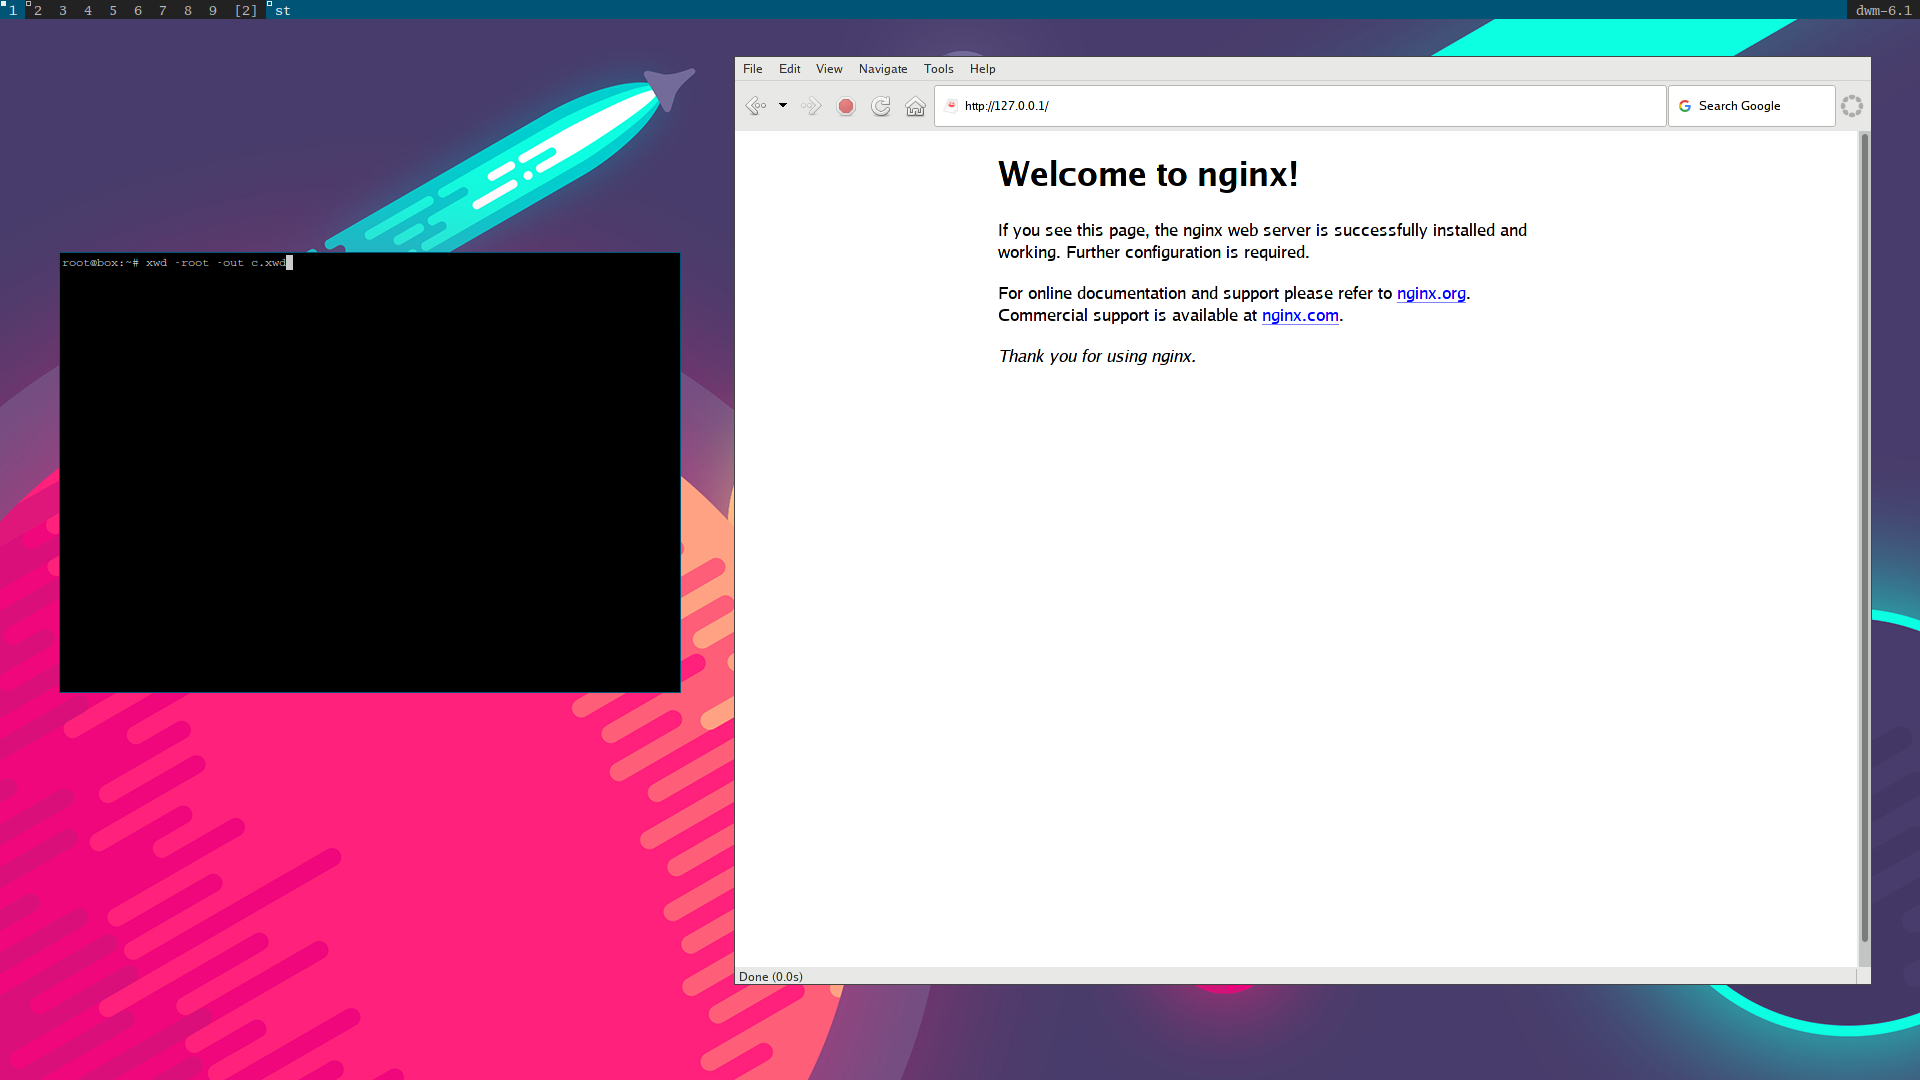 1 2 3 4 5 6 7 8 9 [2] st dwm-6.1
root@box:~# xwd -root -out c.xwd
File Edit View Navigate Tools Help
http://127.0.0.1/ Search Google
Welcome to nginx!
If you see this page, the nginx web server is successfully installed and
working. Further configuration is required.
For online documentation and support please refer to nginx.org.
Commercial support is available at nginx.com.
Thank you for using nginx.
Done (0.0s)